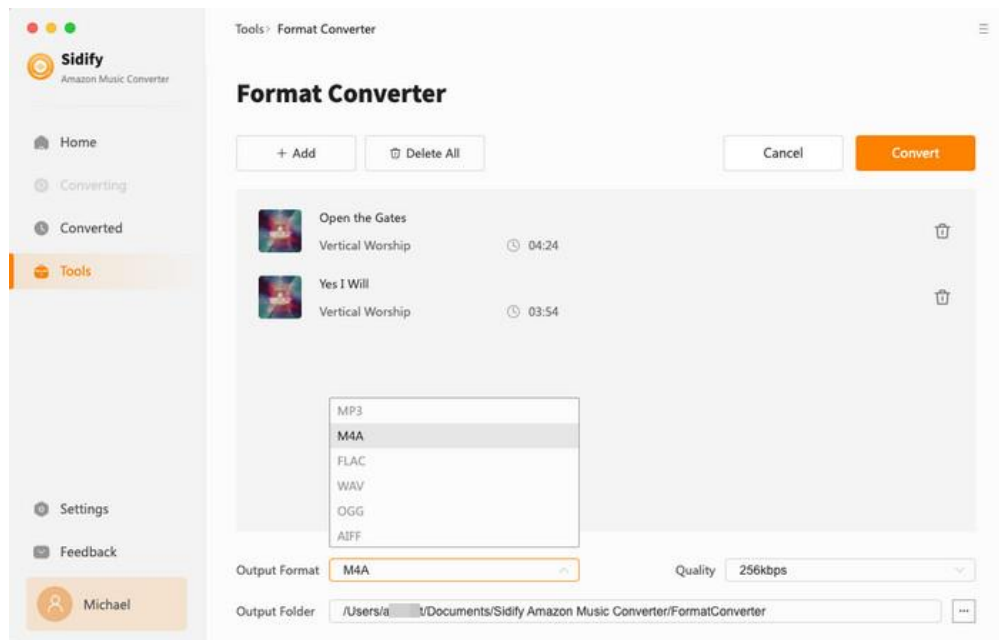 Sidify
Amazon Music Converter
Home
Converting
Converted
Tools
Settings
Feedback
Michael
Tools› Format Converter
Format Converter
+ Add
Delete All
Cancel
Convert
Open the Gates
Vertical Worship 04:24
Yes I Will
Vertical Worship 03:54
MP3
M4A
FLAC
WAV
OGG
AIFF
Output Format M4A
Quality 256kbps
Output Folder /Users/a t/Documents/Sidify Amazon Music Converter/FormatConverter ...